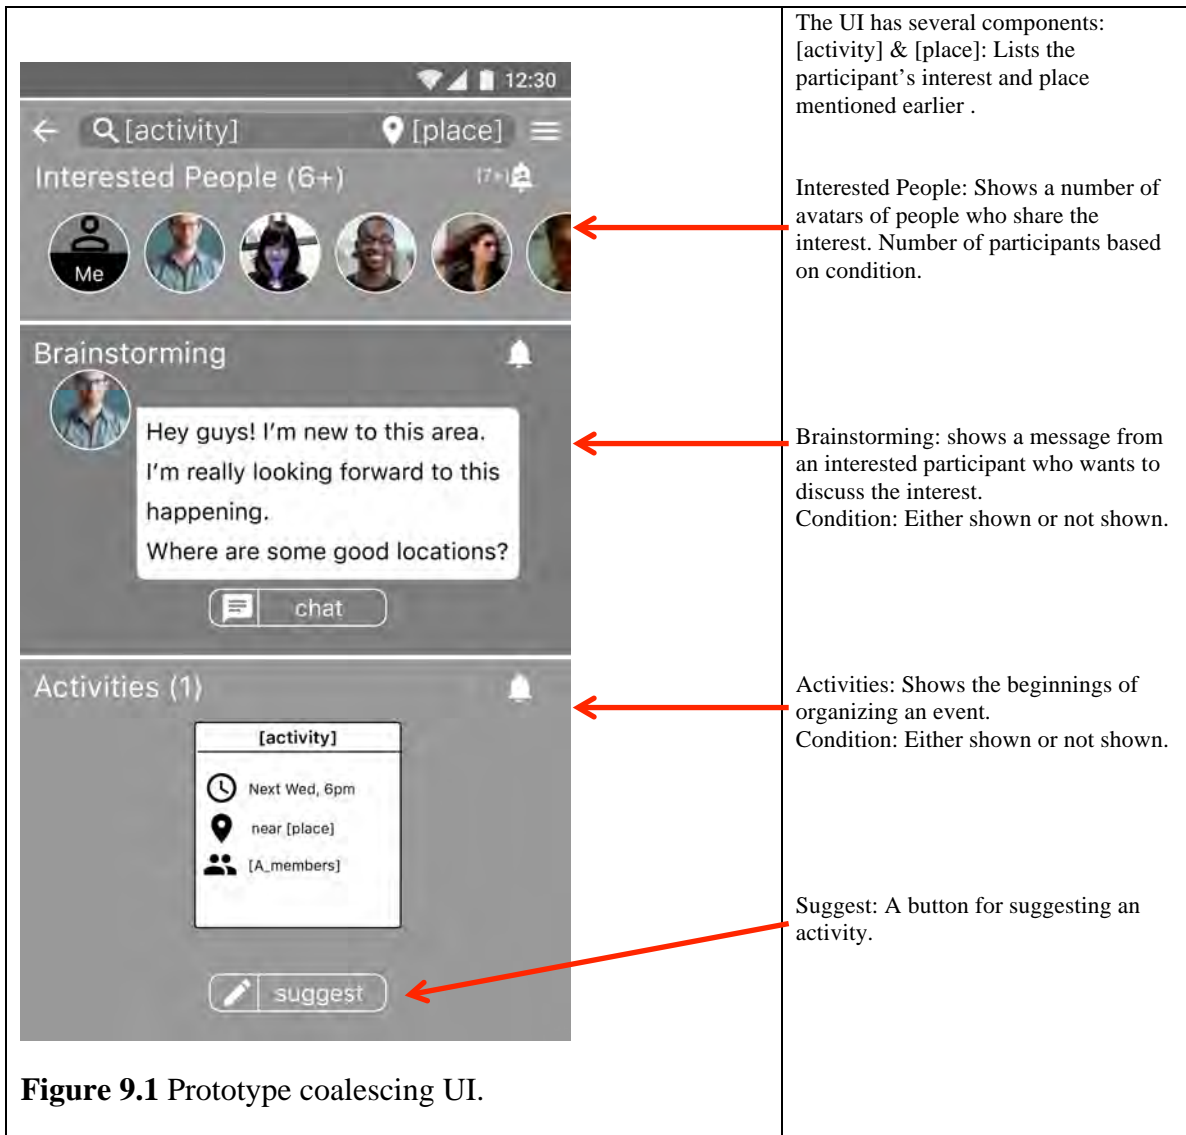 12:30
[activity] [place]
Interested People (6+) (7+)
Me
Brainstorming
Hey guys! I'm new to this area.
I'm really looking forward to this
happening.
Where are some good locations?
chat
Activities (1)
[activity]
Next Wed, 6pm
near [place]
[A_members]
suggest
Figure 9.1 Prototype coalescing UI.
The UI has several components:
[activity] & [place]: Lists the
participant's interest and place
mentioned earlier .
Interested People: Shows a number of
avatars of people who share the
interest. Number of participants based
on condition.
Brainstorming: shows a message from
an interested participant who wants to
discuss the interest.
Condition: Either shown or not shown.
Activities: Shows the beginnings of
organizing an event.
Condition: Either shown or not shown.
Suggest: A button for suggesting an
activity.